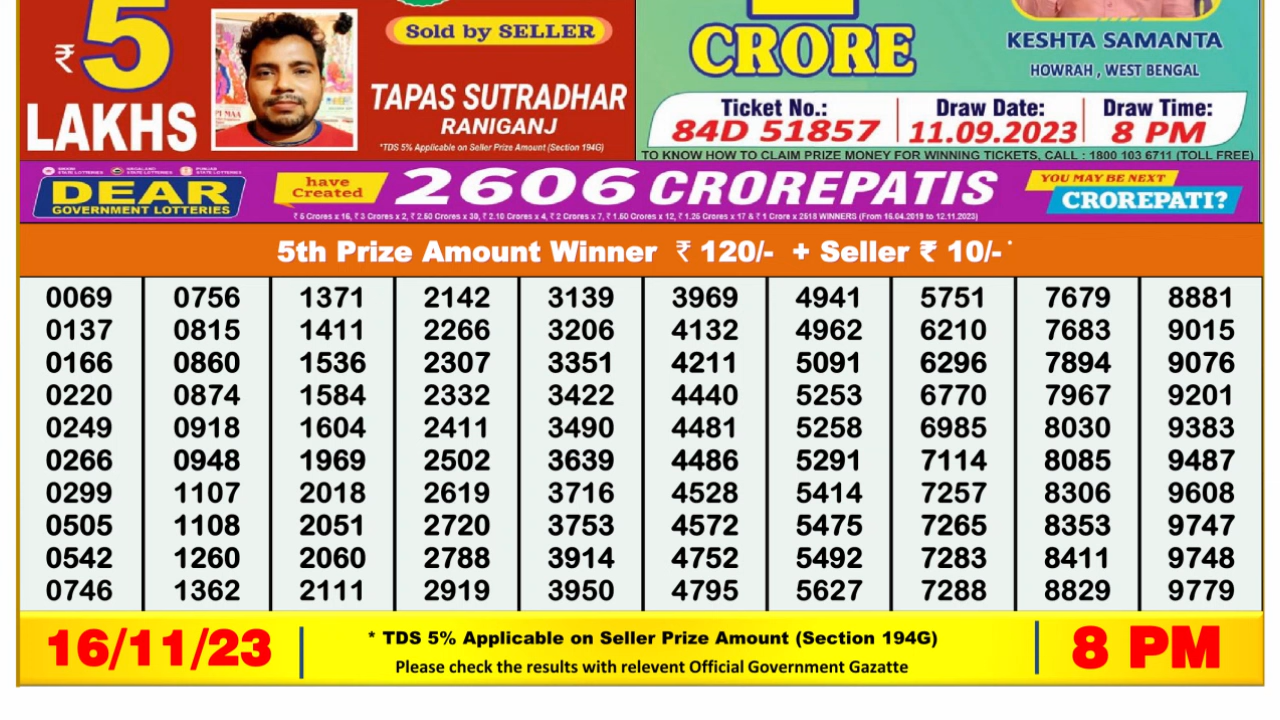 ₹ 5
LAKHS
Sold by SELLER
TAPAS SUTRADHAR
RANIGANJ
*TDS 5% Applicable on Seller Prize Amount (Section 194G)
CRORE
KESHTA SAMANTA
HOWRAH , WEST BENGAL
Ticket No.: Draw Date: Draw Time:
84D 51857 11.09.2023 8 PM
TO KNOW HOW TO CLAIM PRIZE MONEY FOR WINNING TICKETS, CALL : 1800 103 6711 (TOLL FREE)
DEAR
GOVERNMENT LOTTERIES
have
Created
2606 CROREPATIS
YOU MAY BE NEXT
CROREPATI?
₹ 5 Crores x 16, ₹ 3 Crores x 2, ₹ 2.50 Crores x 30, ₹ 2.10 Crores x 4, ₹ 2 Crores x 7, ₹ 1.50 Crores x 12, ₹ 1.25 Crores x 17 & ₹ 1 Crore x 2518 WINNERS (From 16.04.2019 to 12.11.2023)
5th Prize Amount Winner ₹ 120/- + Seller ₹ 10/-*
0069 0756 1371 2142 3139 3969 4941 5751 7679 8881
0137 0815 1411 2266 3206 4132 4962 6210 7683 9015
0166 0860 1536 2307 3351 4211 5091 6296 7894 9076
0220 0874 1584 2332 3422 4440 5253 6770 7967 9201
0249 0918 1604 2411 3490 4481 5258 6985 8030 9383
0266 0948 1969 2502 3639 4486 5291 7114 8085 9487
0299 1107 2018 2619 3716 4528 5414 7257 8306 9608
0505 1108 2051 2720 3753 4572 5475 7265 8353 9747
0542 1260 2060 2788 3914 4752 5492 7283 8411 9748
0746 1362 2111 2919 3950 4795 5627 7288 8829 9779
16/11/23
* TDS 5% Applicable on Seller Prize Amount (Section 194G)
Please check the results with relevent Official Government Gazatte
8 PM